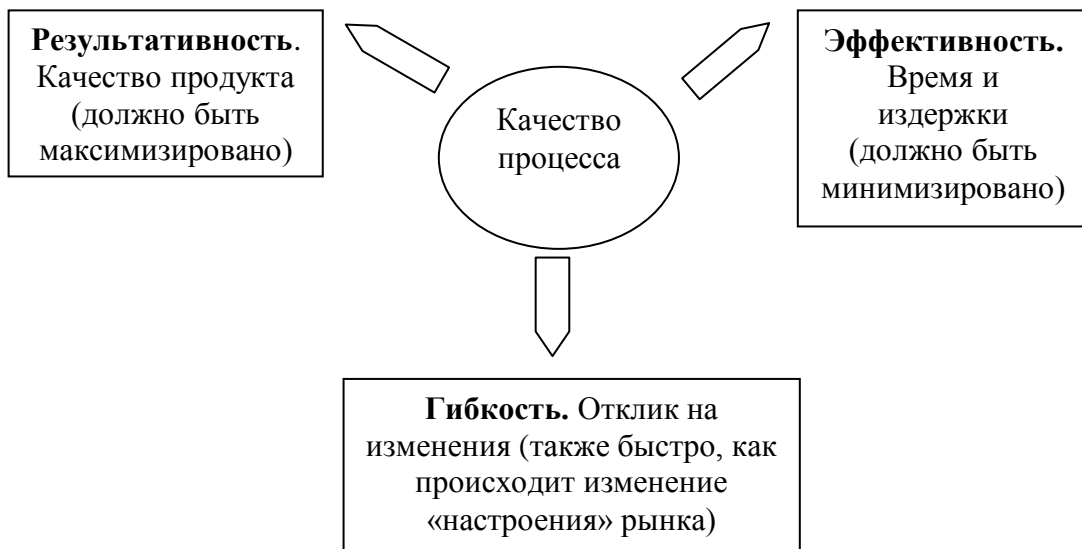 Результативность.
Качество продукта
(должно быть
максимизировано)
Качество
процесса
Эффективность.
Время и
издержки
(должно быть
минимизировано)
Гибкость. Отклик на
изменения (также быстро, как
происходит изменение
«настроения» рынка)